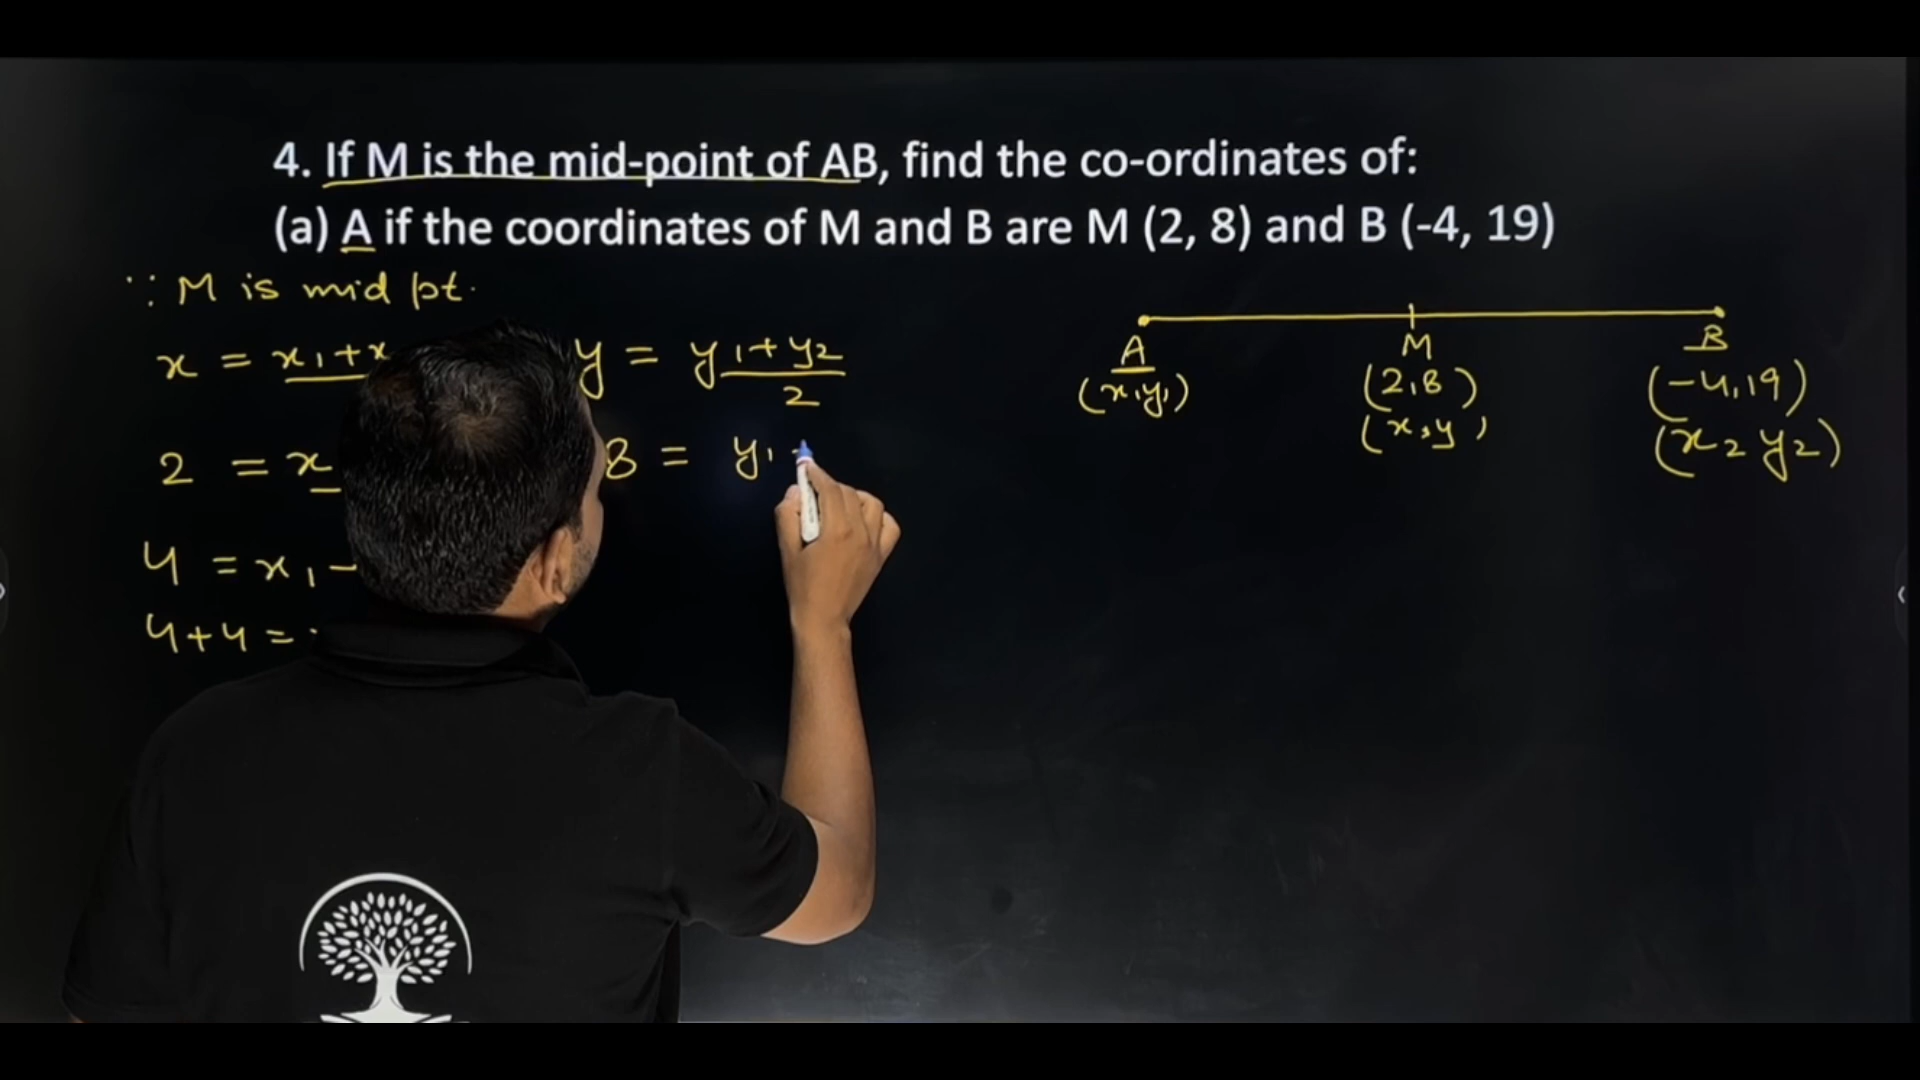 4. If M is the mid-point of AB, find the co-ordinates of:
(a) A if the coordinates of M and B are M (2, 8) and B (-4, 19)
∵ M is mid pt.
x = x₁+x
y = y₁+y₂
2
2 = x
8 = y₁
4 = x₁ -
4+4 =
A
(x₁y₁)
M
(2,8)
(x,y)
B
(-4,19)
(x₂ y₂)